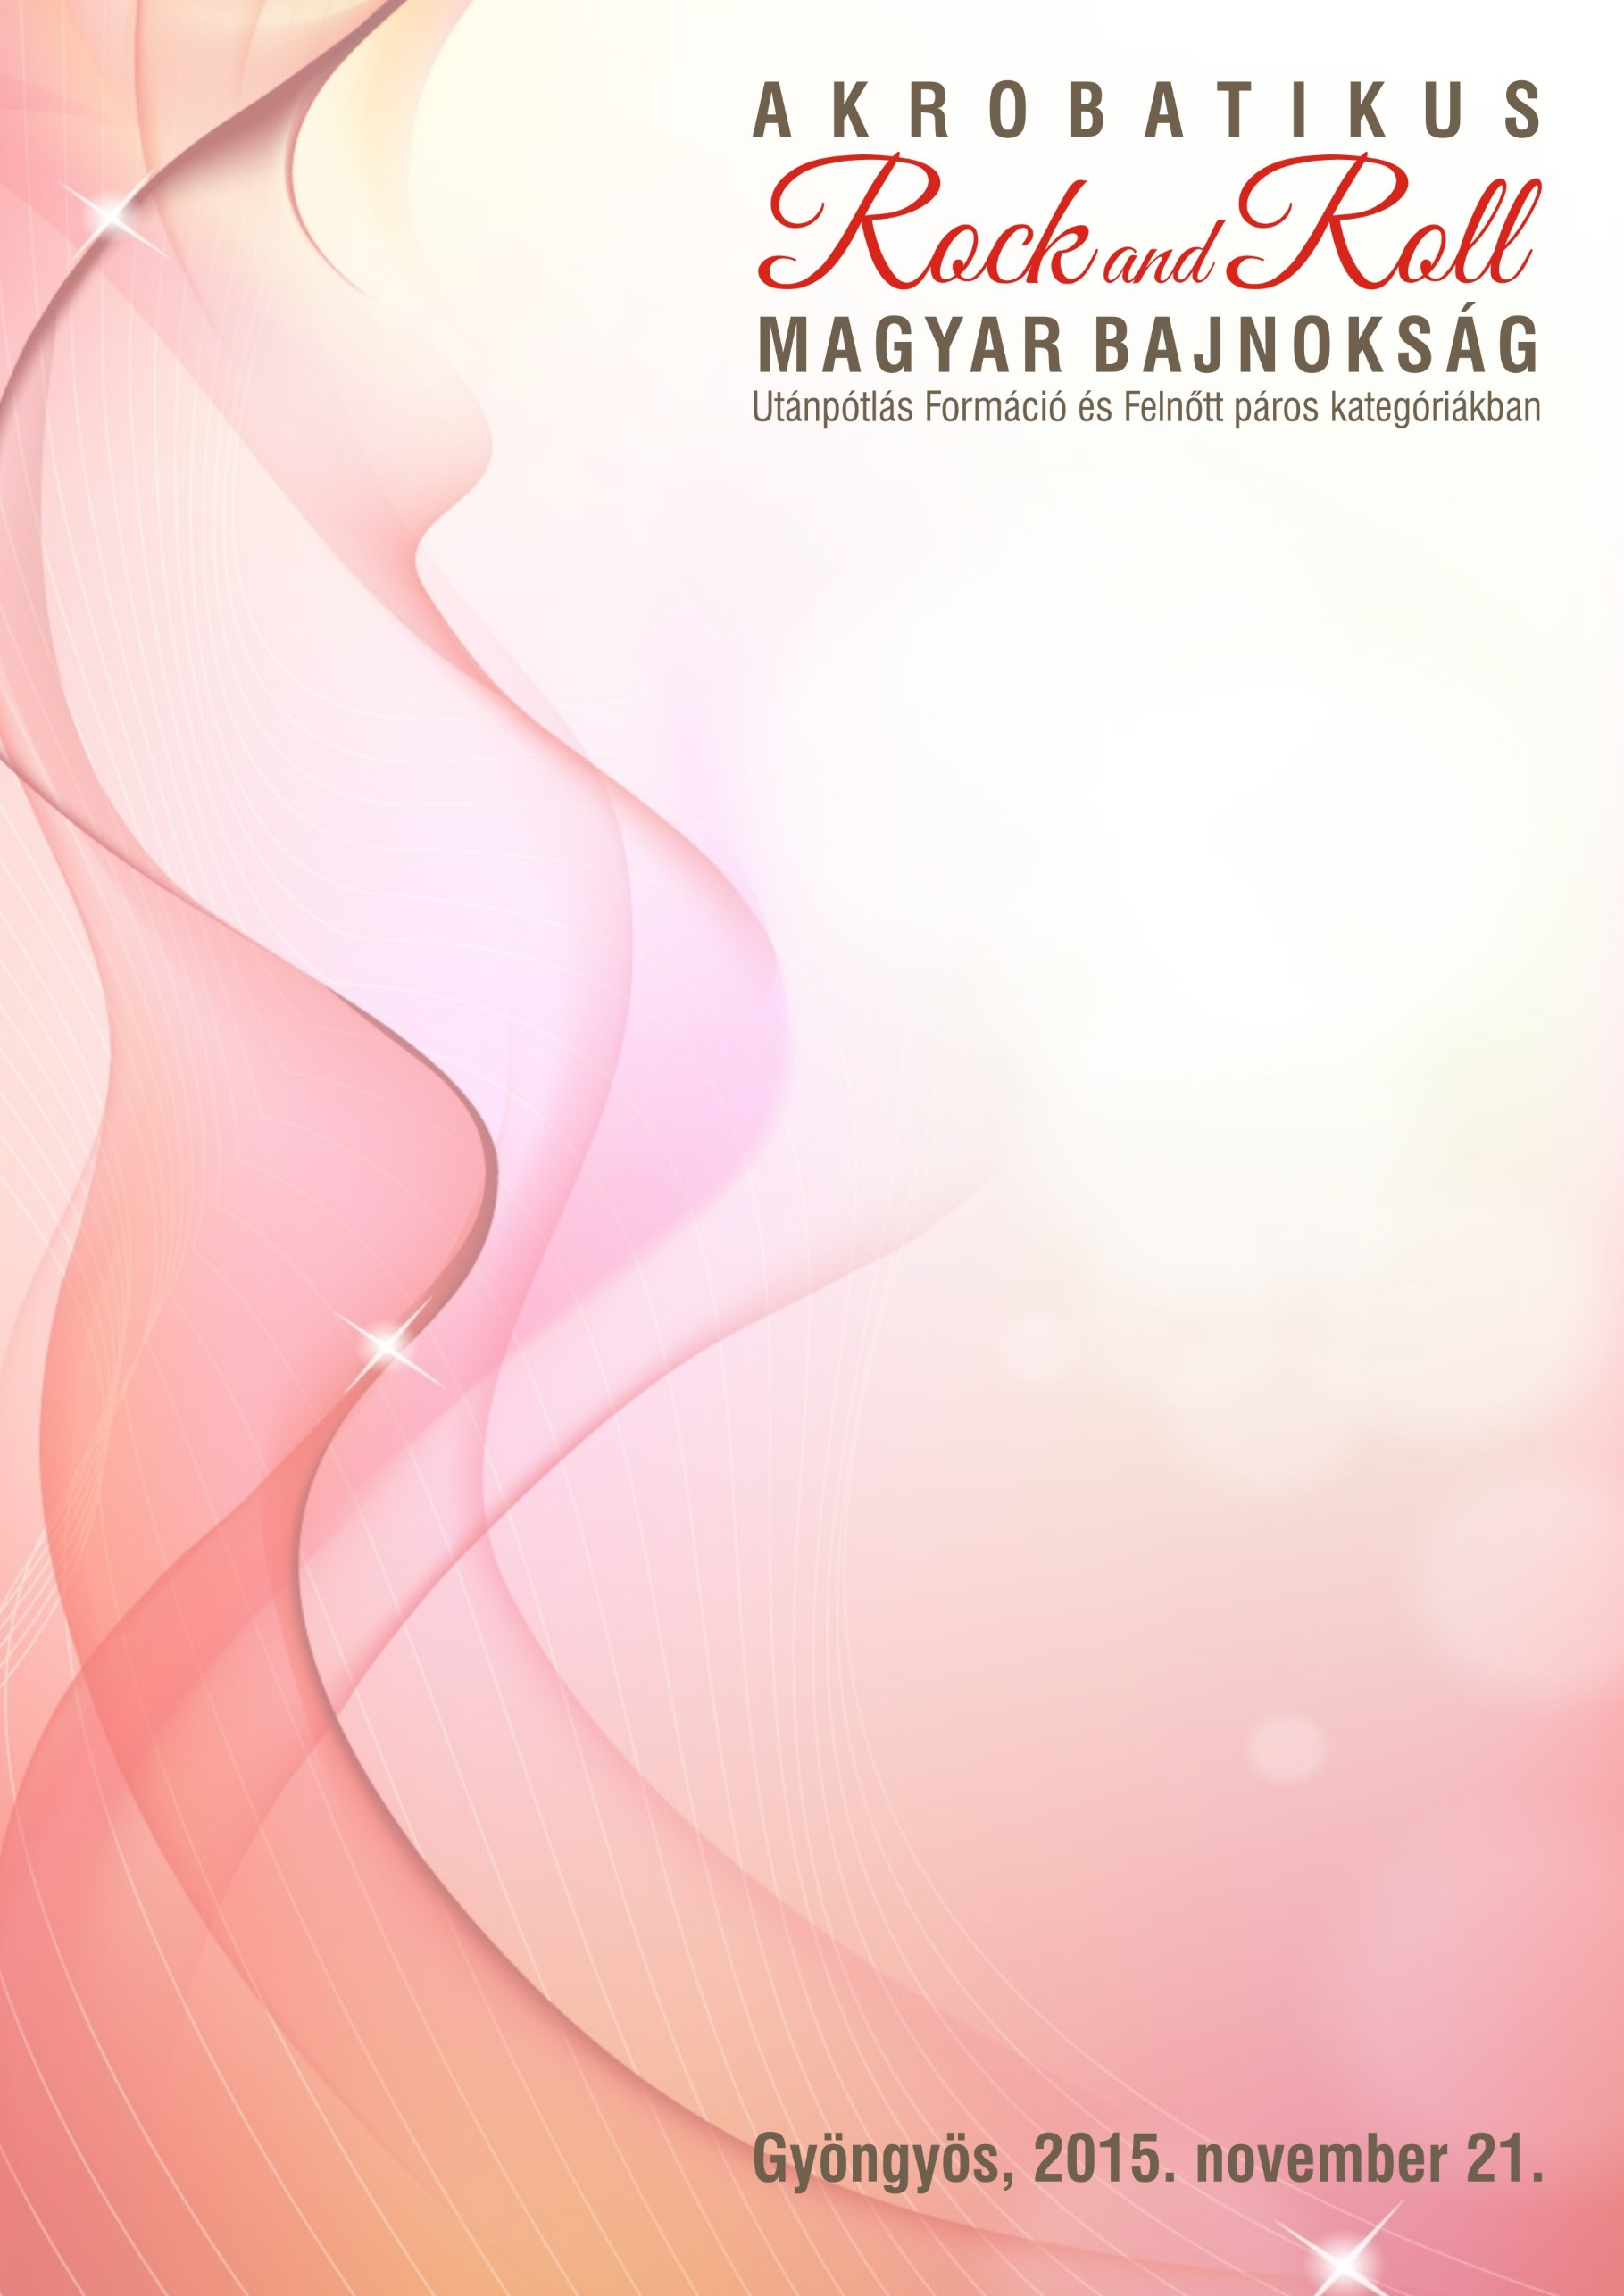 AKROBATIKUS
Rock and Roll
MAGYAR BAJNOKSÁG
Utánpótlás Formáció és Felnőtt páros kategóriákban
Gyöngyös, 2015. november 21.